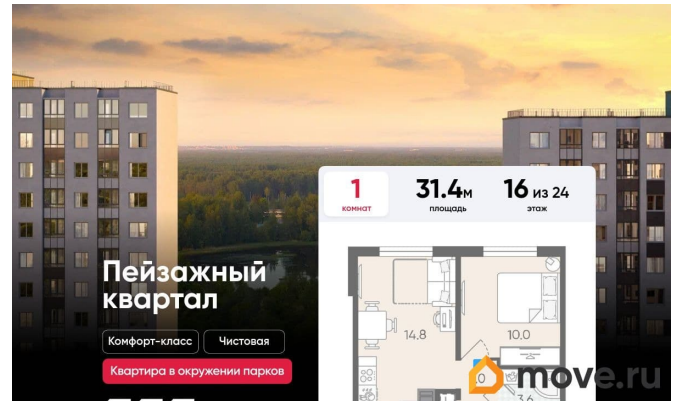 1
комнат
31.4м
площадь
16 из 24
этаж
Пейзажный
квартал
Комфорт-класс
Чистовая
Квартира в окружении парков
14.8
10.0
3.6
move.ru